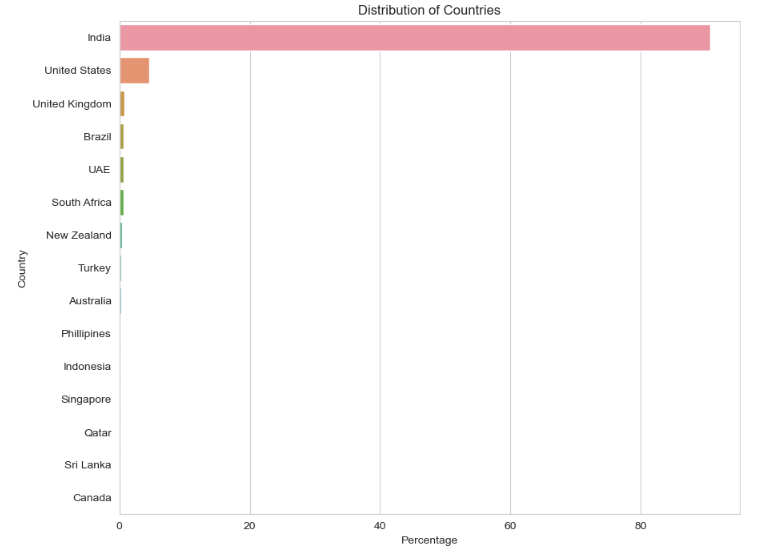 Distribution of Countries
India
United States
United Kingdom
Brazil
UAE
South Africa
New Zealand
Turkey
Australia
Phillipines
Indonesia
Singapore
Qatar
Sri Lanka
Canada
Country
0 20 40 60 80
Percentage